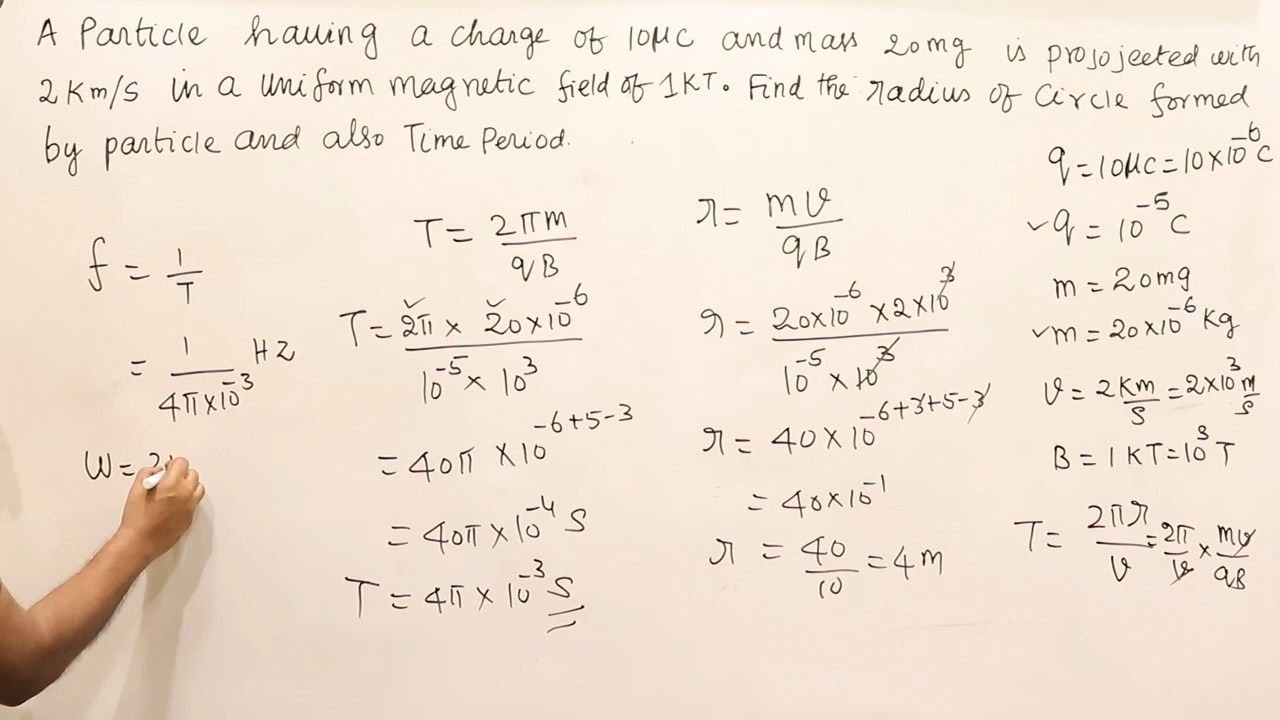 A Particle having a charge of 10μC and mass 20mg is projojected with
2 Km/s in a uniform magnetic field of 1KT. Find the radius of circle formed
by particle and also Time Period.
f = 1/T
= 1/(4π×10⁻³) HZ
W = 2
T = 2πm/qB
T = 2π × 20×10⁻⁶/(10⁻⁵ × 10³)
= 40π × 10⁻⁶⁺⁵⁻³
= 40π × 10⁻⁴ S
T = 4π × 10⁻³ S
r = mv/qB
r = 20×10⁻⁶ × 2×10³/(10⁻⁵ × 10³)
r = 40 × 10⁻⁶⁺³⁺⁵⁻³
= 40×10⁻¹
r = 40/10 = 4m
q = 10μC = 10×10⁻⁶ C
✓q = 10⁻⁵ C
m = 20mg
✓m = 20×10⁻⁶ Kg
v = 2Km/s = 2×10³ m/s
B = 1KT = 10³ T
T = 2πr/v = 2π/v × mv/qB